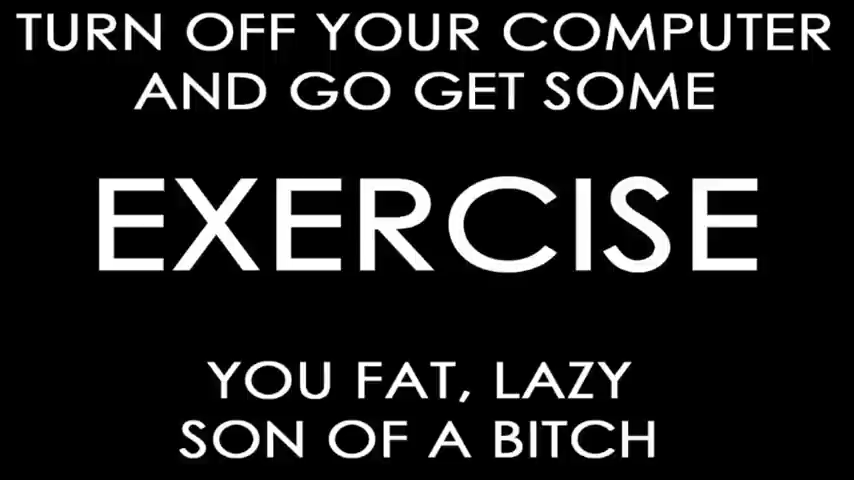 TURN OFF YOUR COMPUTER
AND GO GET SOME
EXERCISE
YOU FAT, LAZY
SON OF A BITCH